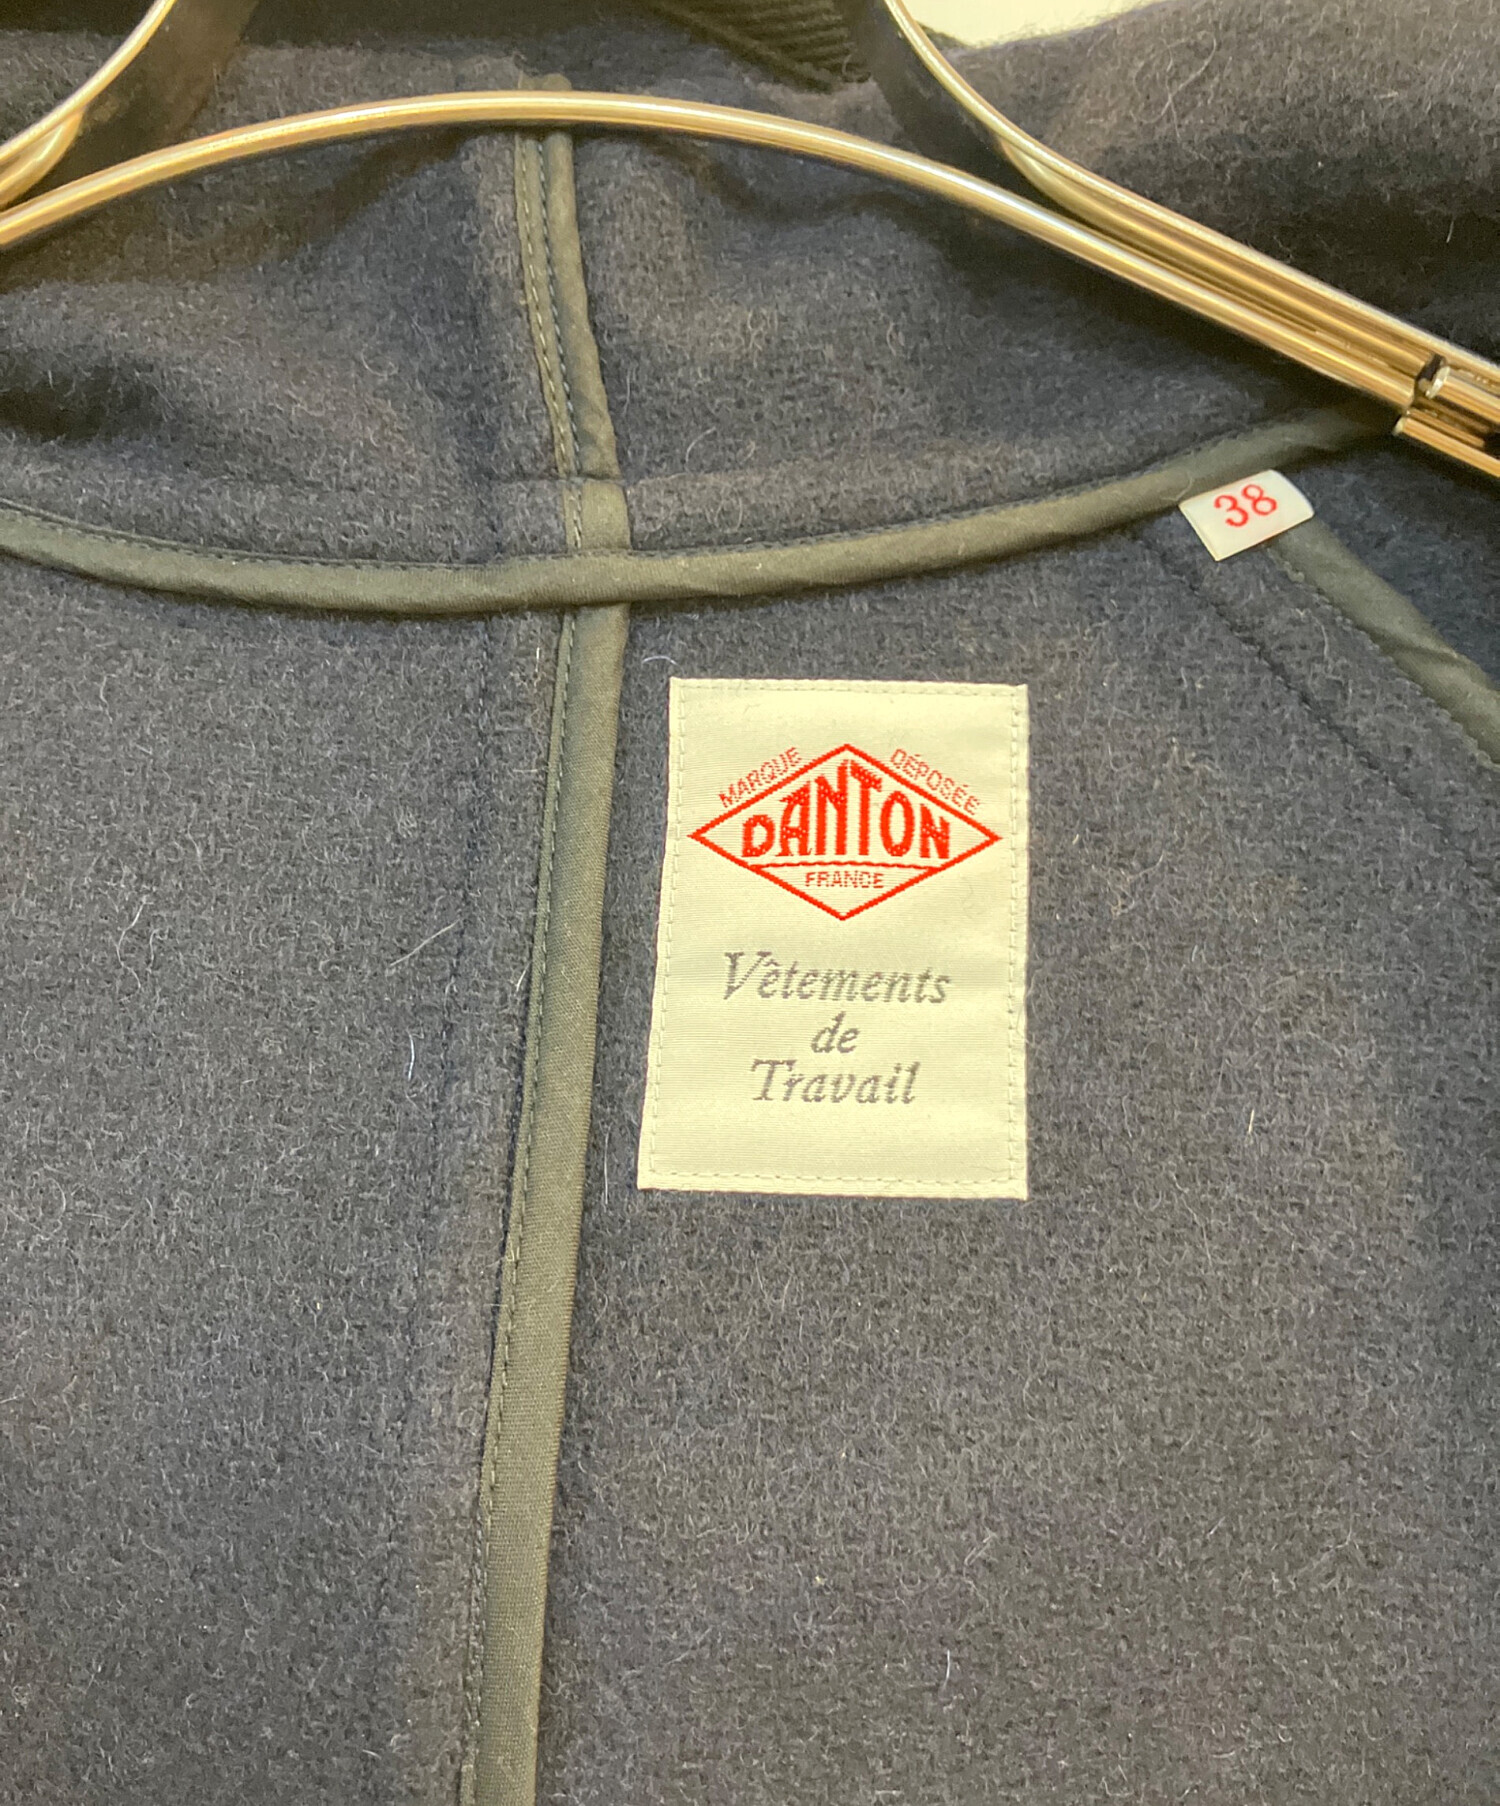 38
MARQUE DÉPOSÉE
DANTON
FRANCE
Vêtements
de
Travail